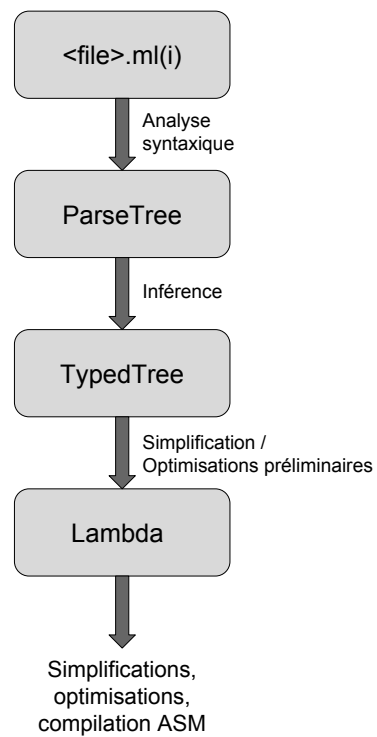 <file>.ml(i)
Analyse
syntaxique
ParseTree
Inférence
TypedTree
Simplification /
Optimisations préliminaires
Lambda
Simplifications,
optimisations,
compilation ASM